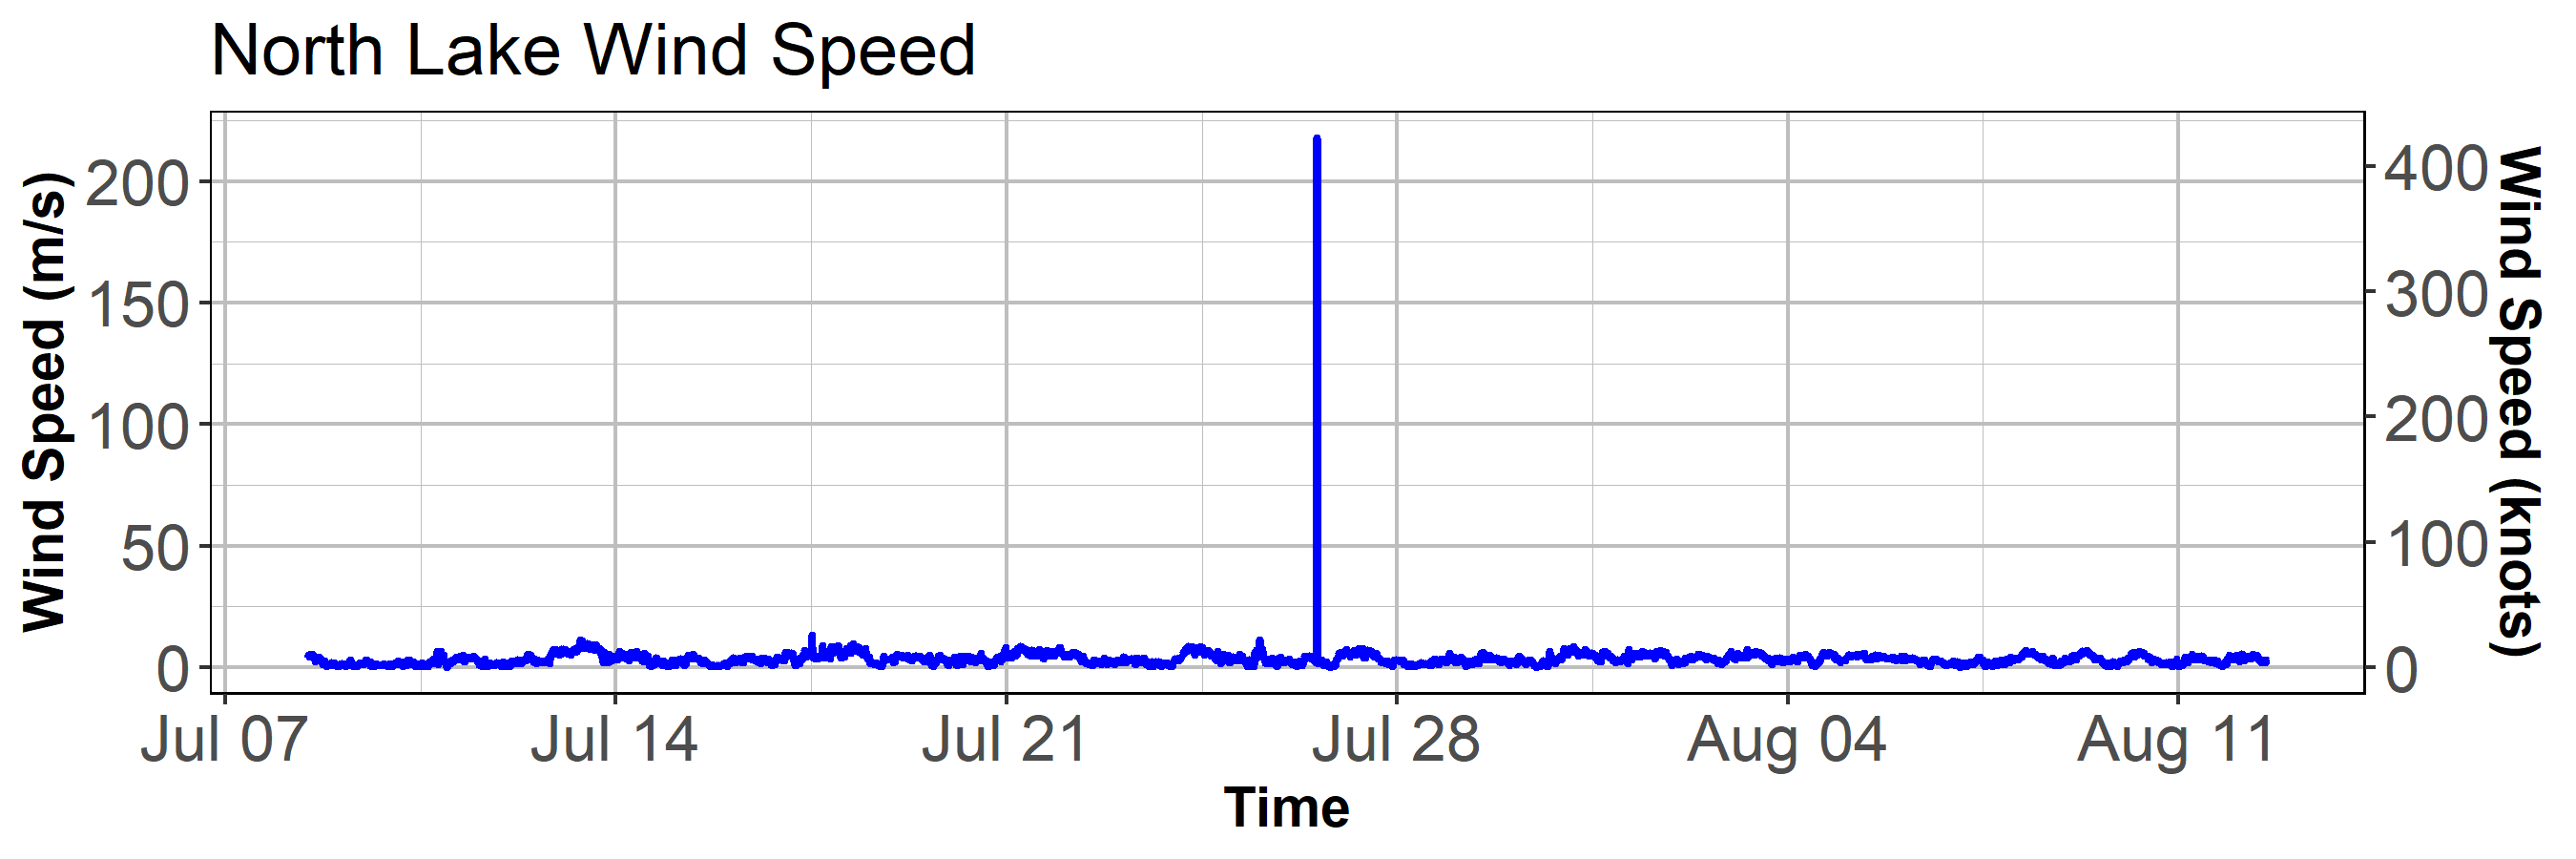 North Lake Wind Speed
Wind Speed (m/s)
200
150
100
50
0
400
300
200
100
0
Wind Speed (knots)
Jul 07 Jul 14 Jul 21 Jul 28 Aug 04 Aug 11
Time